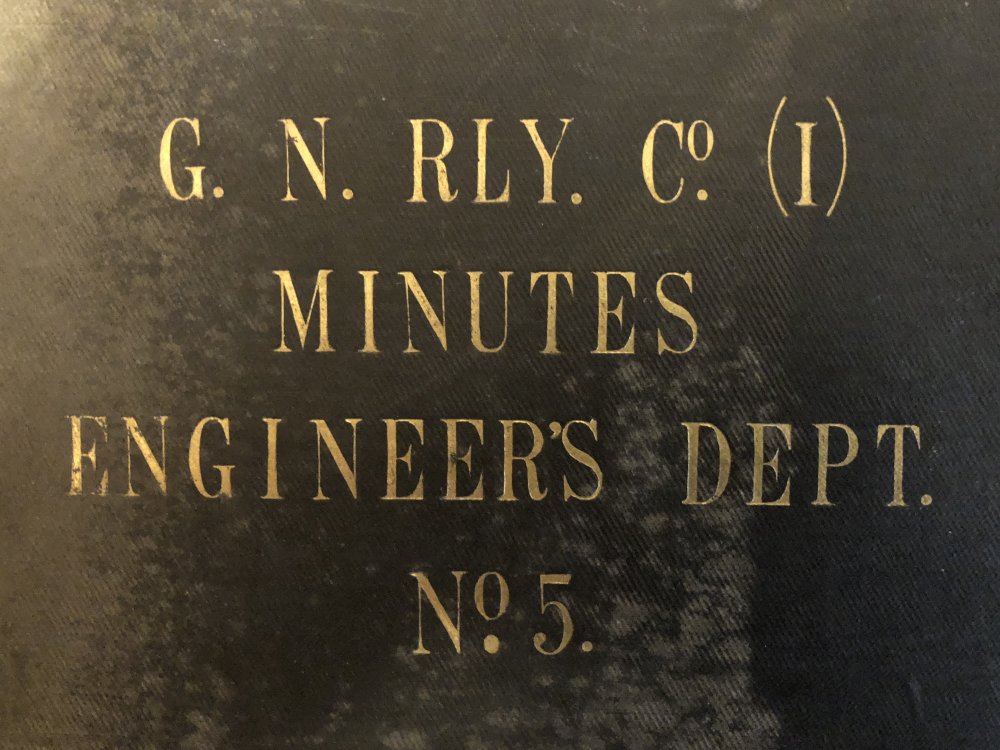 G. N. RLY. Cº. (I)
MINUTES
ENGINEER'S DEPT.
Nº. 5.